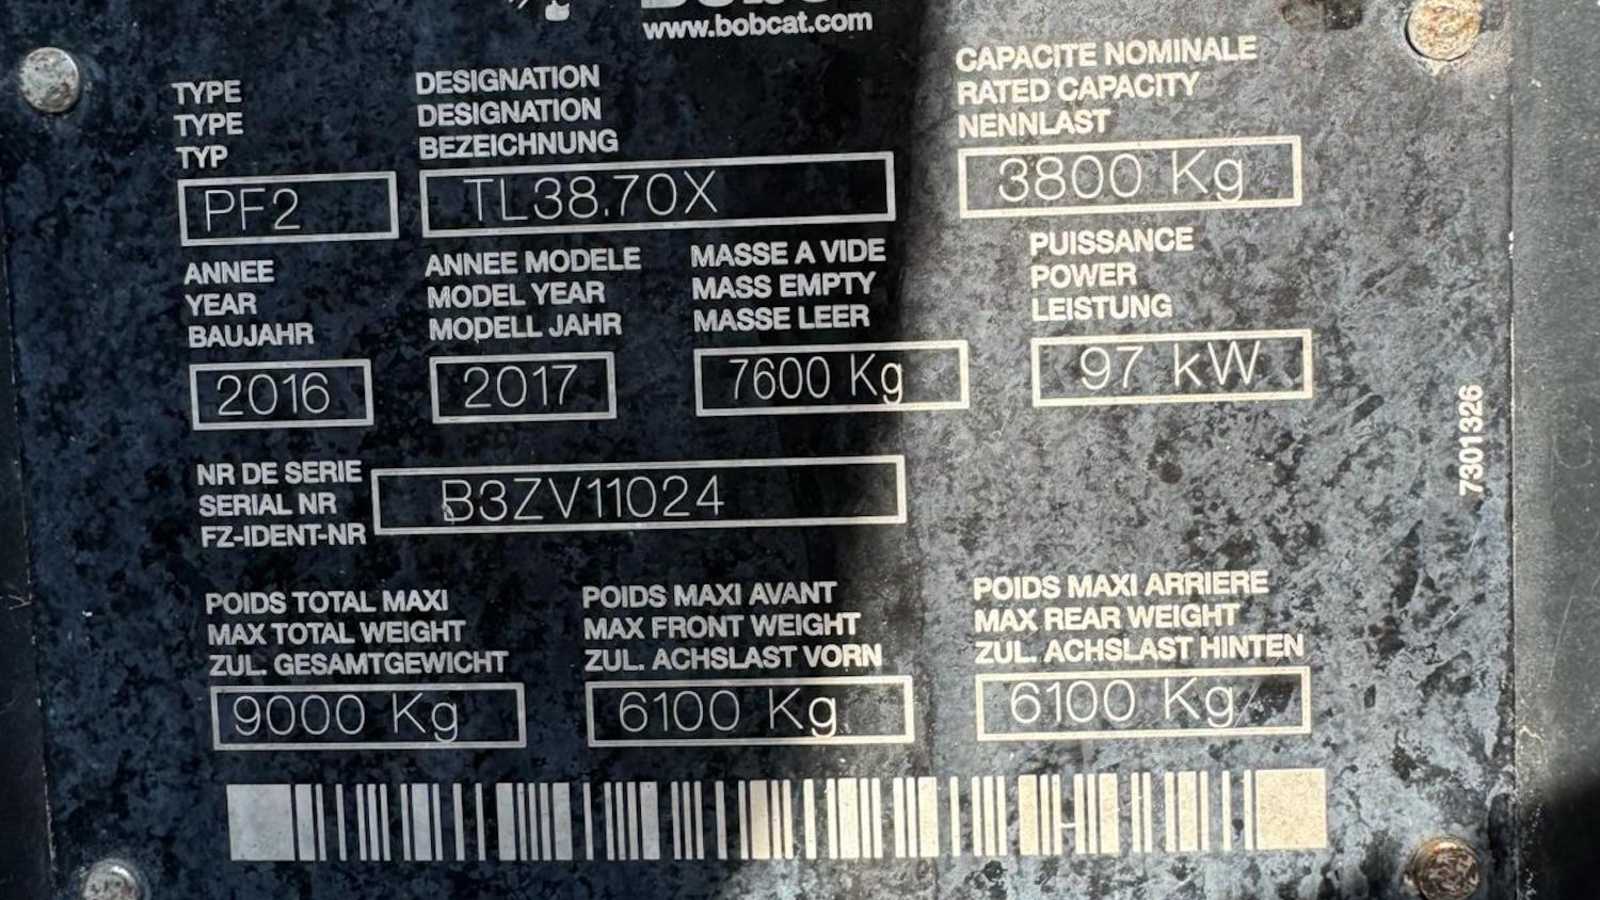 www.bobcat.com
TYPE
TYPE
TYP
PF2
DESIGNATION
DESIGNATION
BEZEICHNUNG
TL38.70X
CAPACITE NOMINALE
RATED CAPACITY
NENNLAST
3800 Kg
ANNEE
YEAR
BAUJAHR
2016
ANNEE MODELE
MODEL YEAR
MODELL JAHR
2017
MASSE A VIDE
MASS EMPTY
MASSE LEER
7600 Kg
PUISSANCE
POWER
LEISTUNG
97 kW
7301326
NR DE SERIE
SERIAL NR
FZ-IDENT-NR
B3ZV11024
POIDS TOTAL MAXI
MAX TOTAL WEIGHT
ZUL. GESAMTGEWICHT
9000 Kg
POIDS MAXI AVANT
MAX FRONT WEIGHT
ZUL. ACHSLAST VORN
6100 Kg
POIDS MAXI ARRIERE
MAX REAR WEIGHT
ZUL. ACHSLAST HINTEN
6100 Kg